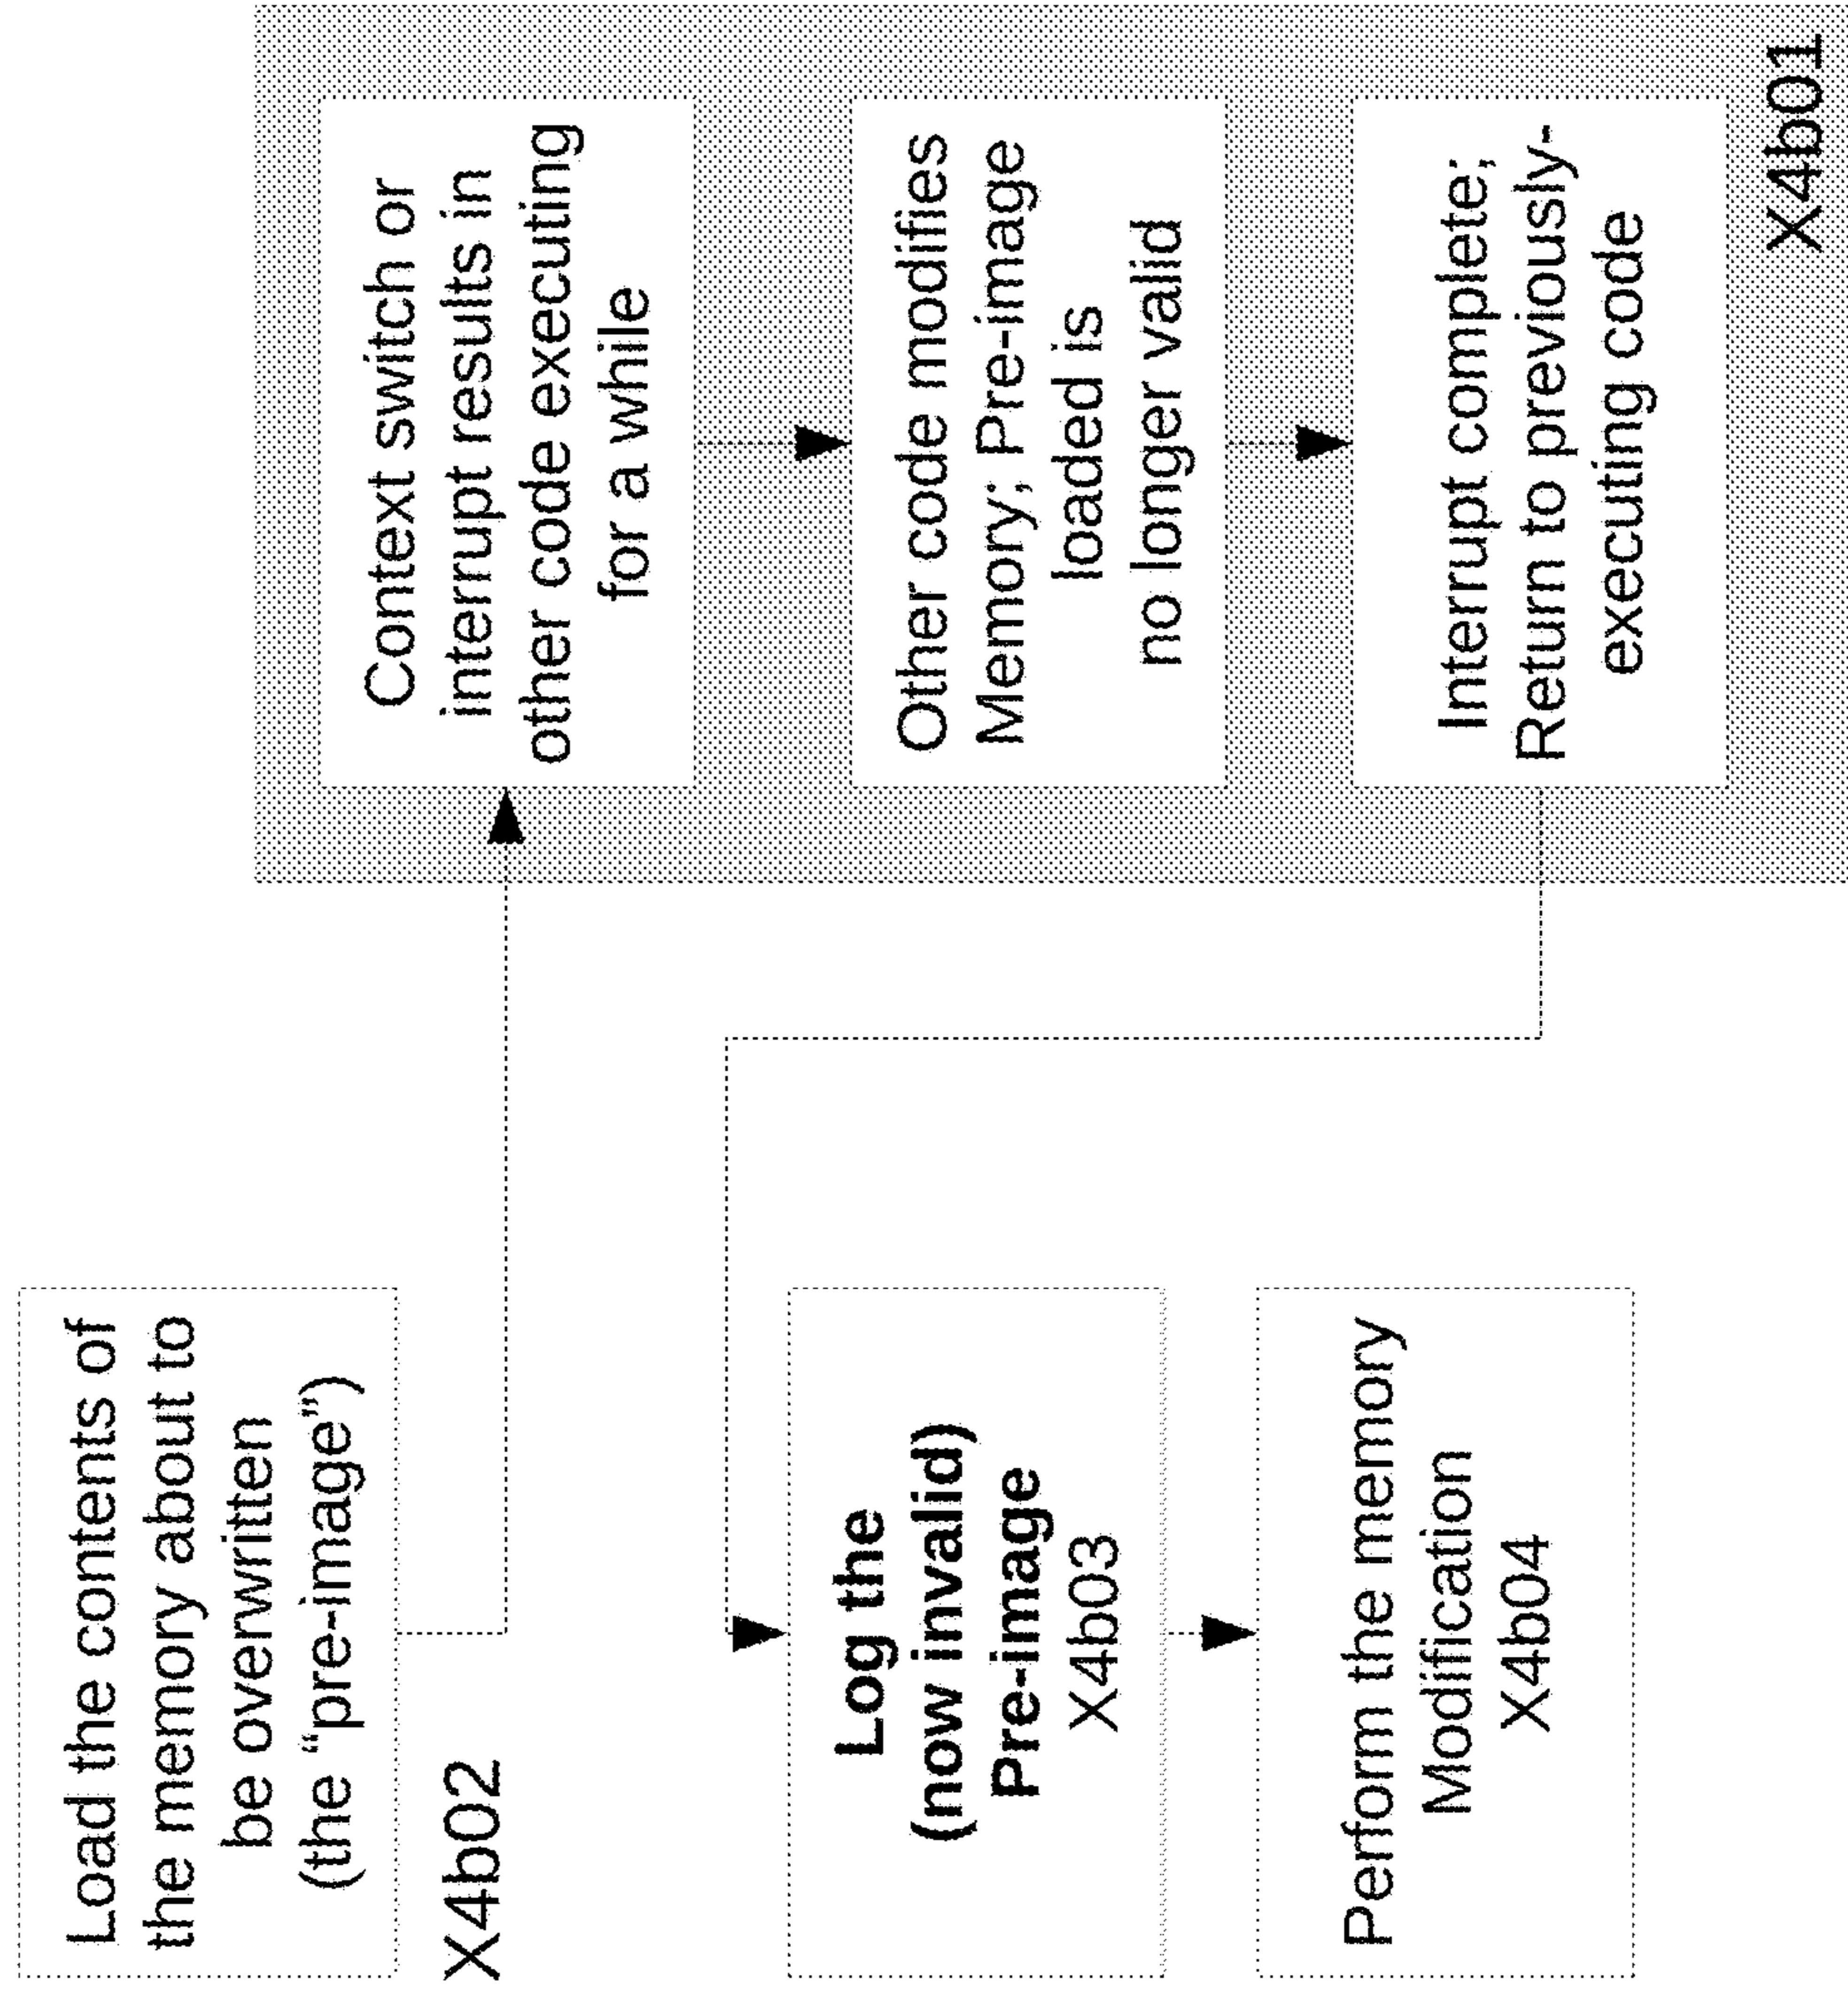 Load the contents of
the memory about to
be overwritten
(the “pre-image”)
X4b02
Context switch or
interrupt results in
other code executing
for a while
Other code modifies
Memory; Pre-image
loaded is
no longer valid
Interrupt complete;
Return to previously-
executing code
X4b01
Log the
(now invalid)
Pre-image
X4b03
Perform the memory
Modification
X4b04